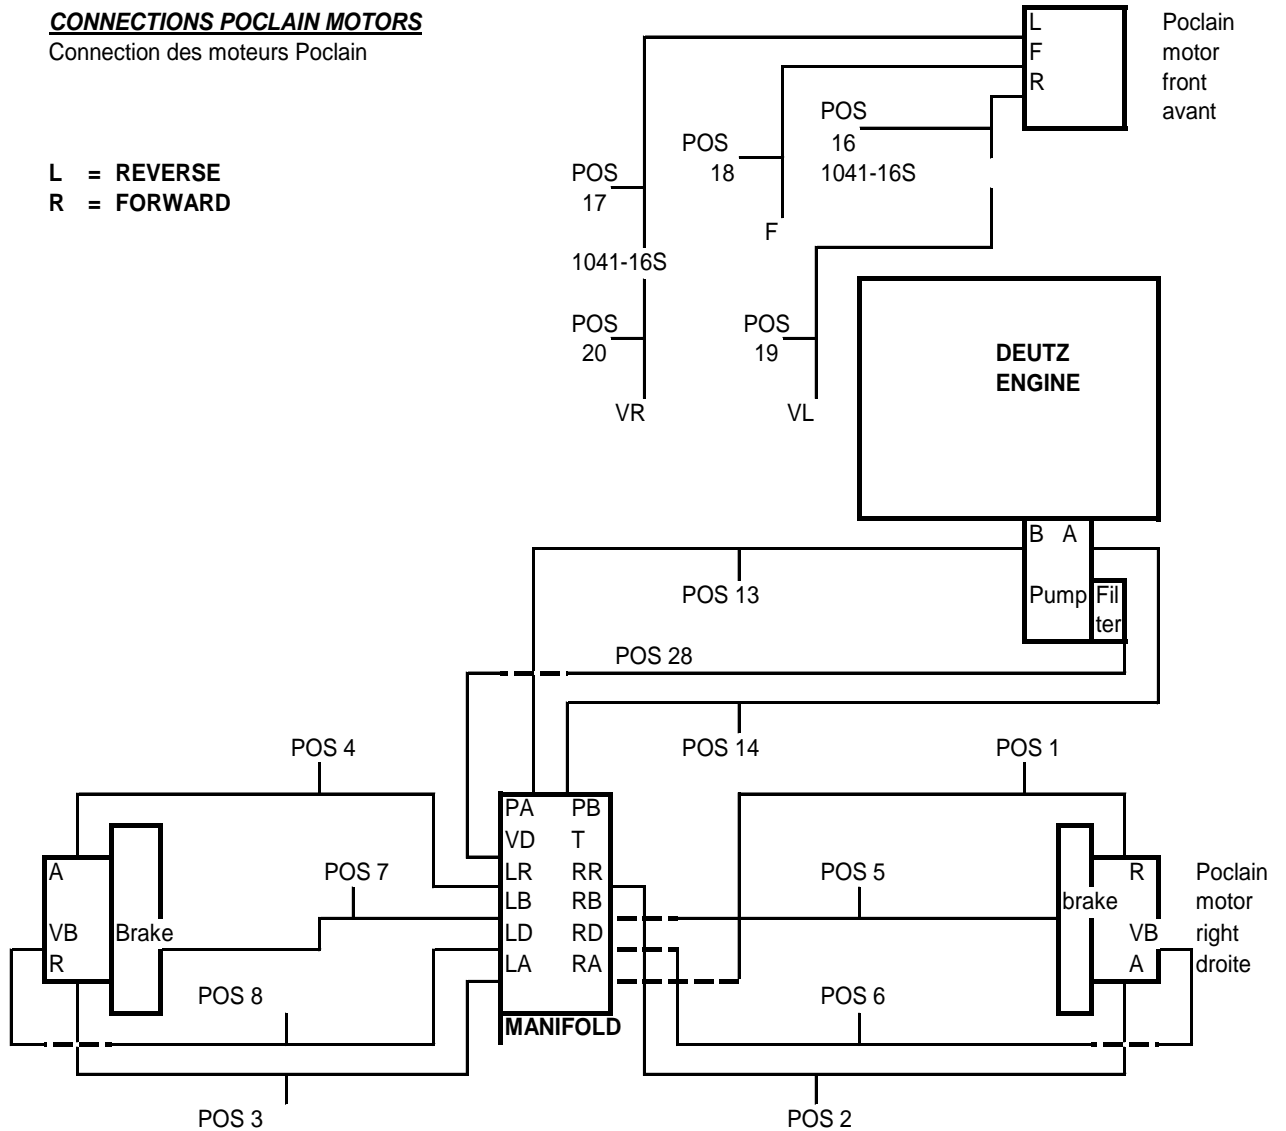 CONNECTIONS POCLAIN MOTORS
Connection des moteurs Poclain
L = REVERSE
R = FORWARD
L
F
R
Poclain
motor
front
avant
POS
16
1041-16S
POS
18
F
POS
17
1041-16S
POS
20
VR
POS
19
VL
DEUTZ
ENGINE
B A
Pump
Fil
ter
POS 13
POS 28
POS 14
POS 4
POS 1
PA PB
VD T
LR RR
LB RB
LD RD
LA RA
MANIFOLD
A
VB
R
Brake
POS 7
POS 8
POS 3
POS 5
POS 6
POS 2
brake
R
VB
A
Poclain
motor
right
droite